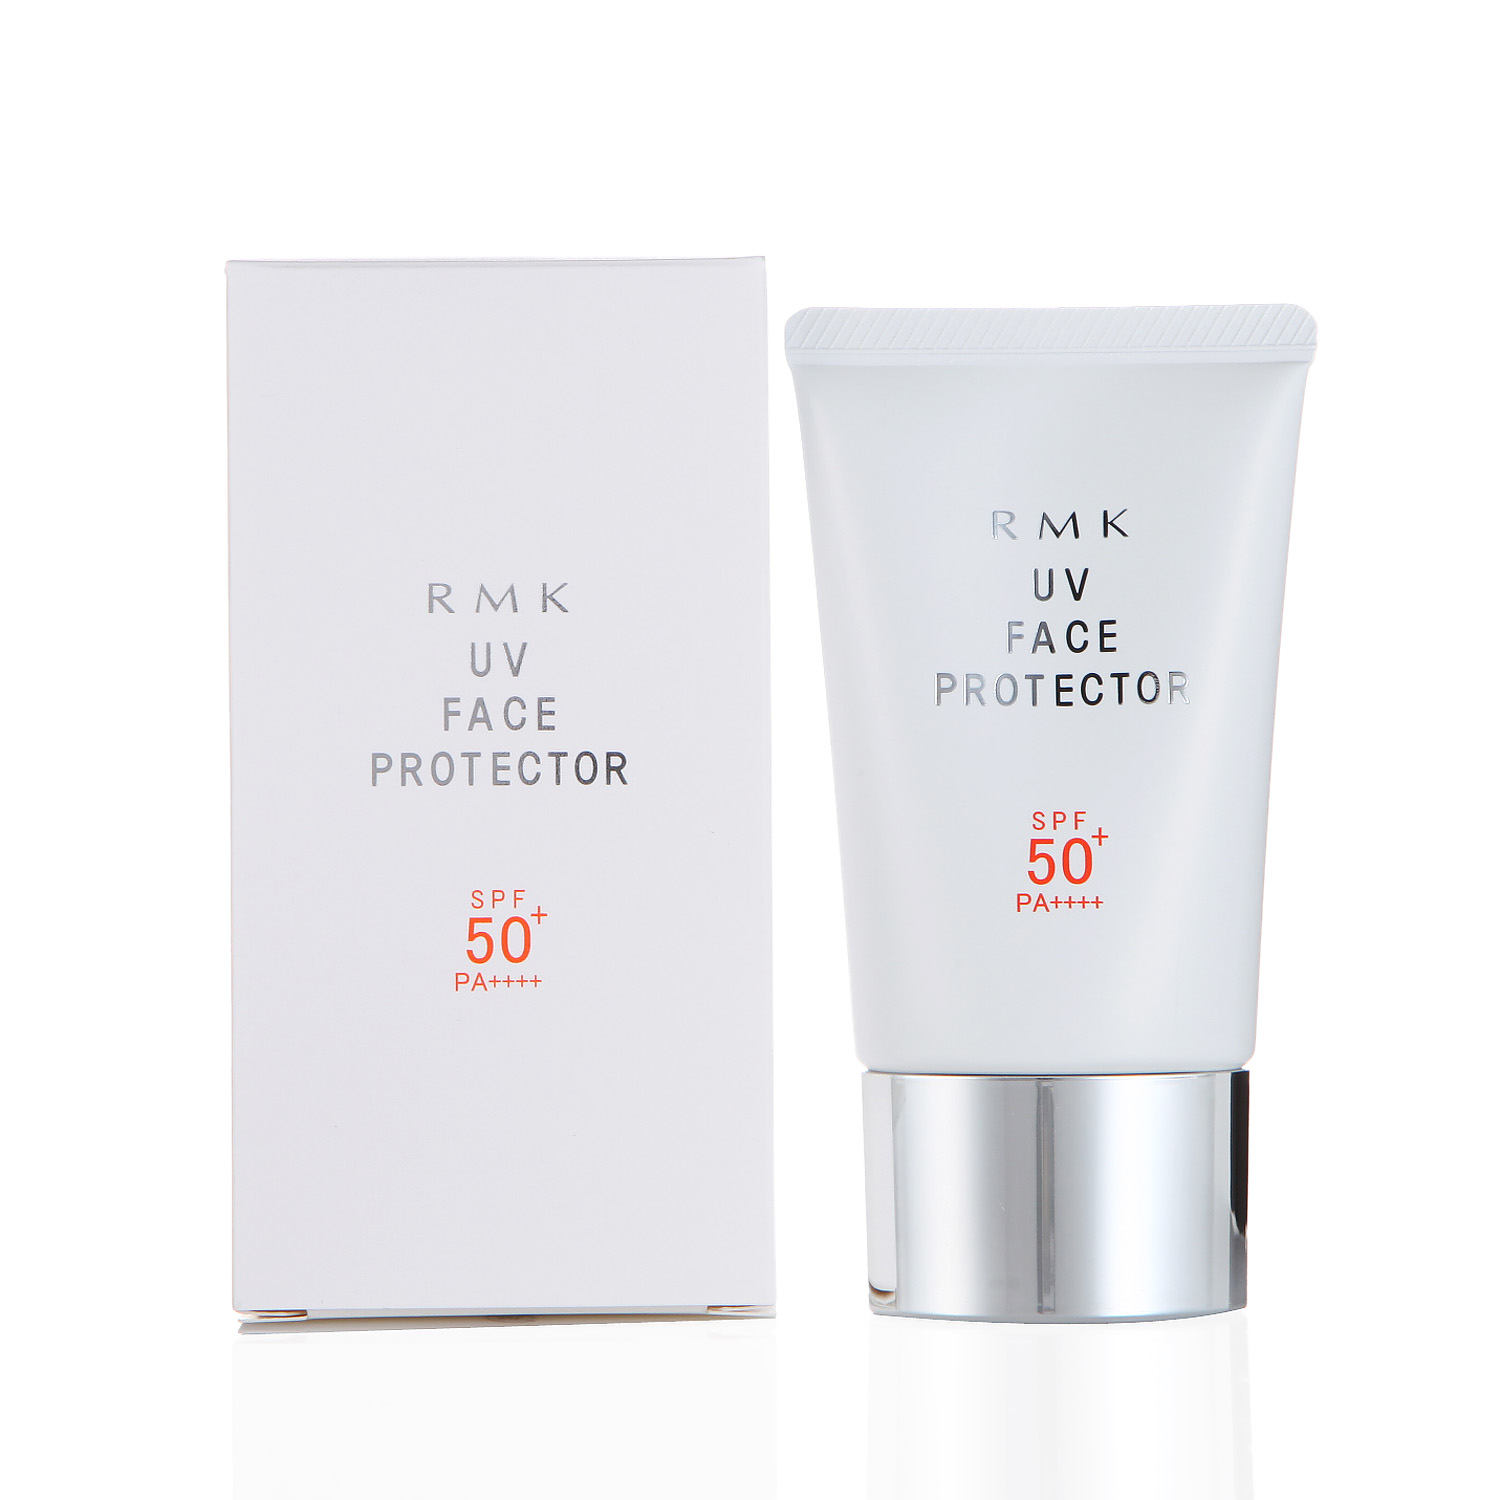 RMK
UV
FACE
PROTECTOR
SPF
50+
PA++++
RMK
UV
FACE
PROTECTOR
SPF
50+
PA++++